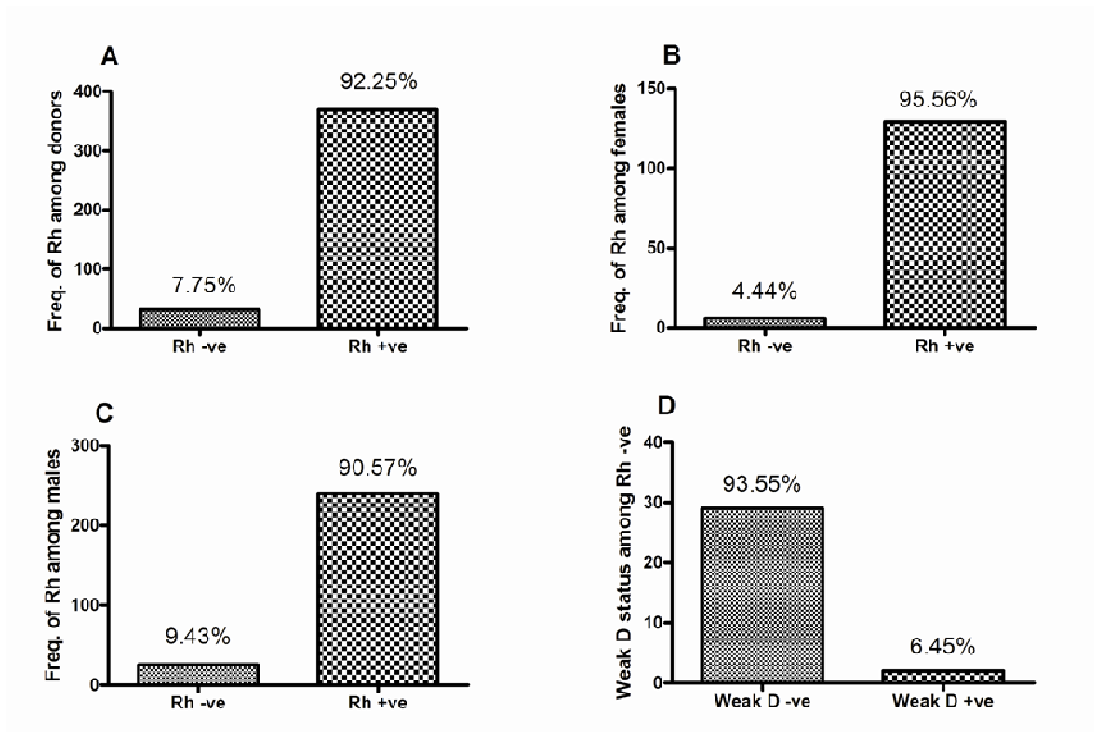 A
Freq. of Rh among donors
400
300
200
100
0
7.75%
92.25%
Rh -ve
Rh +ve
B
Freq. of Rh among females
150
100
50
0
4.44%
95.56%
Rh -ve
Rh +ve
C
Freq. of Rh among males
300
200
100
0
9.43%
90.57%
Rh -ve
Rh +ve
D
Weak D status among Rh -ve
40
30
20
10
0
93.55%
6.45%
Weak D -ve
Weak D +ve